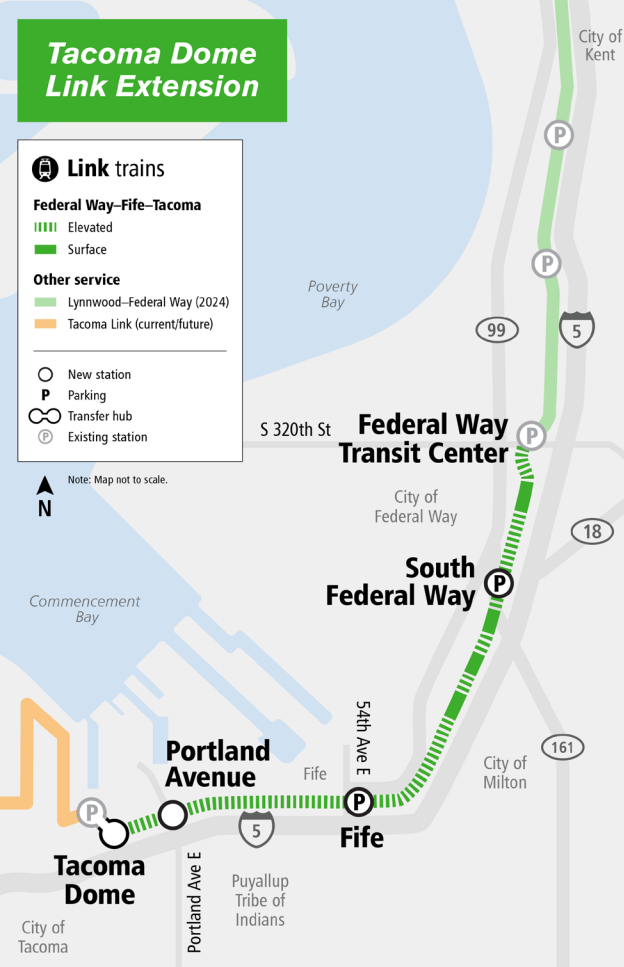 Tacoma Dome
Link Extension
Link trains
Federal Way–Fife–Tacoma
Elevated
Surface
Other service
Lynnwood–Federal Way (2024)
Tacoma Link (current/future)
New station
P Parking
Transfer hub
P Existing station
N
Note: Map not to scale.
City of
Kent
P
P
Poverty
Bay
99
5
S 320th St
Federal Way
Transit Center
P
City of
Federal Way
18
South
Federal Way
P
Commencement
Bay
54th Ave E
161
City of
Milton
Portland
Avenue
Fife
P
P
5
Fife
Tacoma
Dome
Portland Ave E
Puyallup
Tribe of
Indians
City of
Tacoma